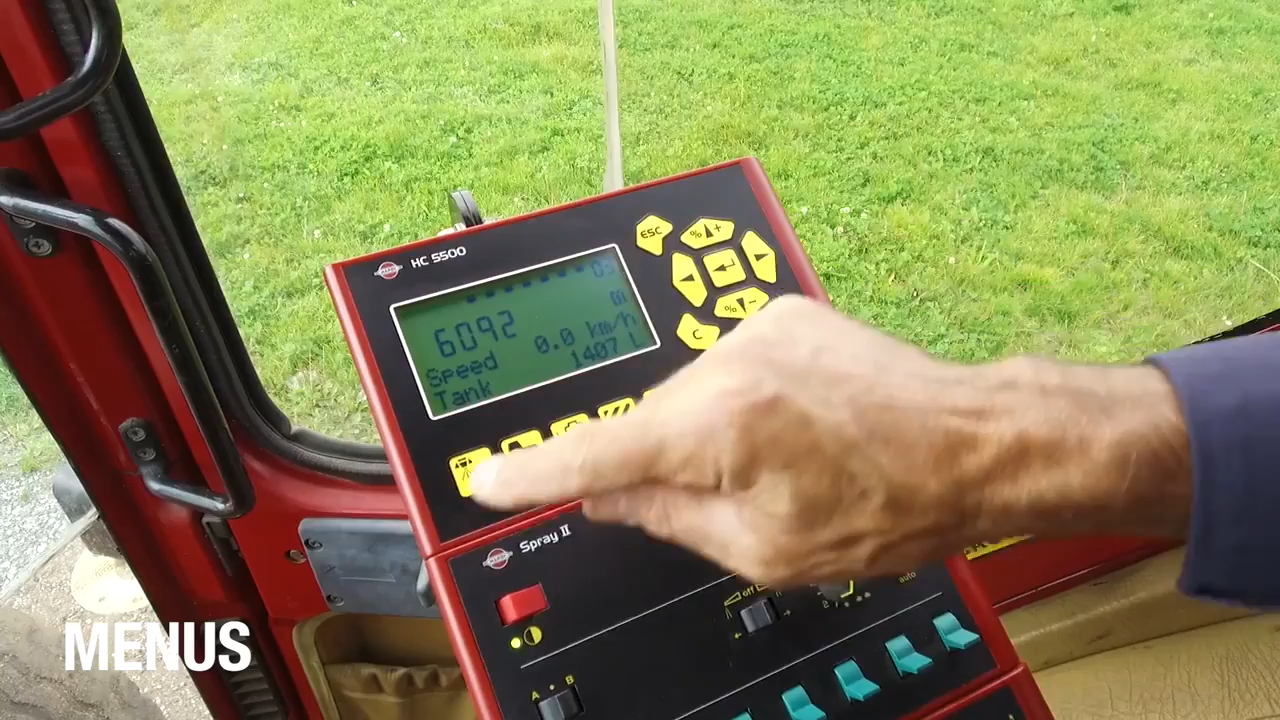 HC 5500
ESC
% +
% -
C
6092
Speed 0.0 km/h
Tank 1407 L
Spray II
off
auto
A • B
MENUS